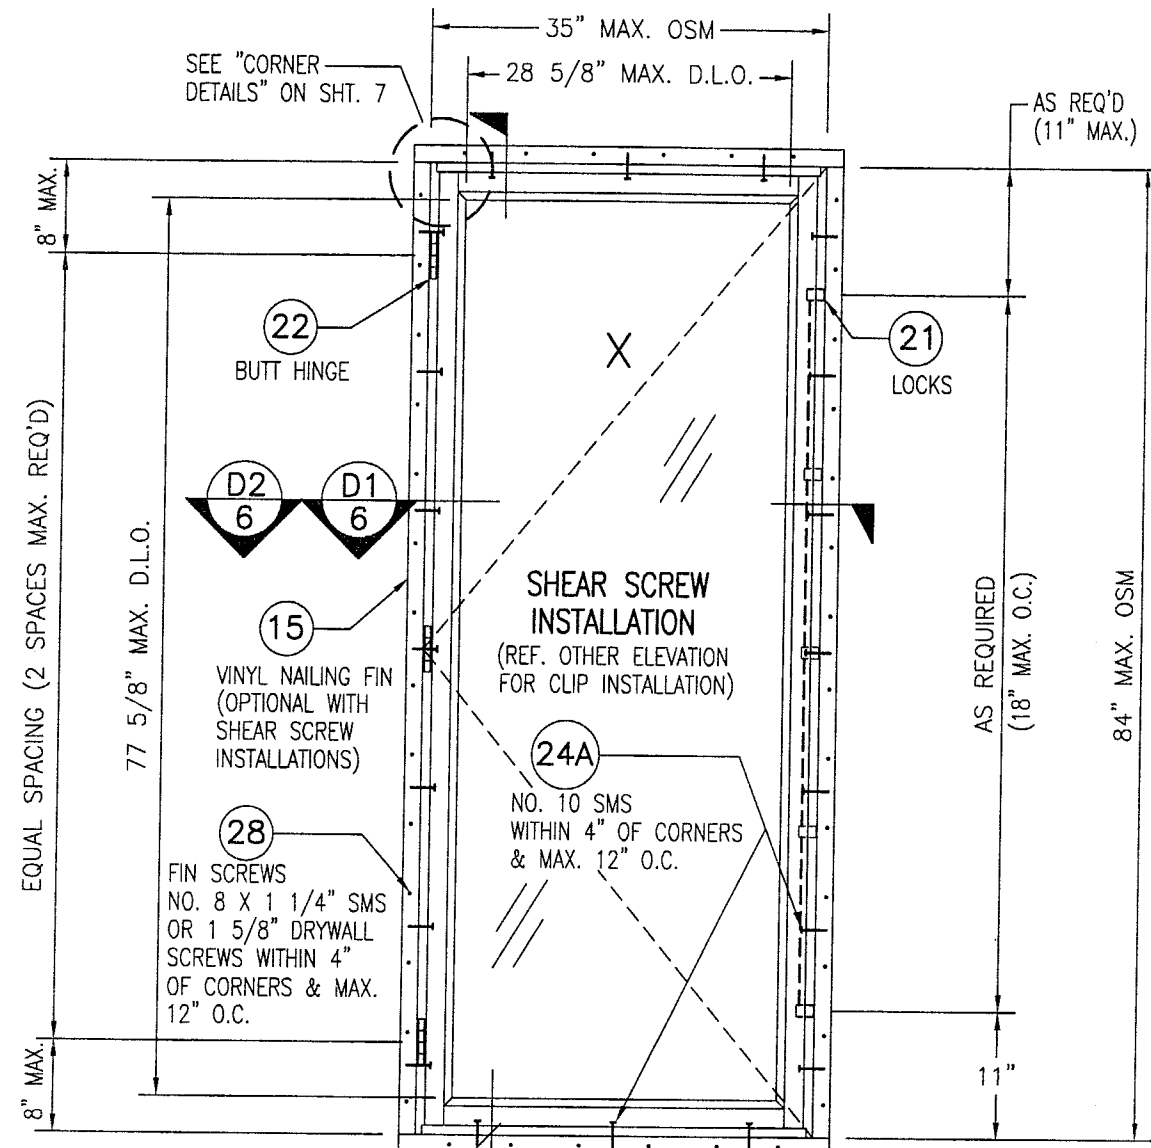 35" MAX. OSM
28 5/8" MAX. D.L.O.
SEE "CORNER
DETAILS" ON SHT. 7
AS REQ'D
(11" MAX.)
8" MAX.
22
BUTT HINGE
X
21
LOCKS
EQUAL SPACING (2 SPACES MAX. REQ'D)
77 5/8" MAX. D.L.O.
D2
6
D1
6
SHEAR SCREW
INSTALLATION
(REF. OTHER ELEVATION
FOR CLIP INSTALLATION)
15
VINYL NAILING FIN
(OPTIONAL WITH
SHEAR SCREW
INSTALLATIONS)
AS REQUIRED
(18" MAX. O.C.)
84" MAX. OSM
24A
NO. 10 SMS
WITHIN 4" OF CORNERS
& MAX. 12" O.C.
28
FIN SCREWS
NO. 8 X 1 1/4" SMS
OR 1 5/8" DRYWALL
SCREWS WITHIN 4"
OF CORNERS & MAX.
12" O.C.
8" MAX.
11"